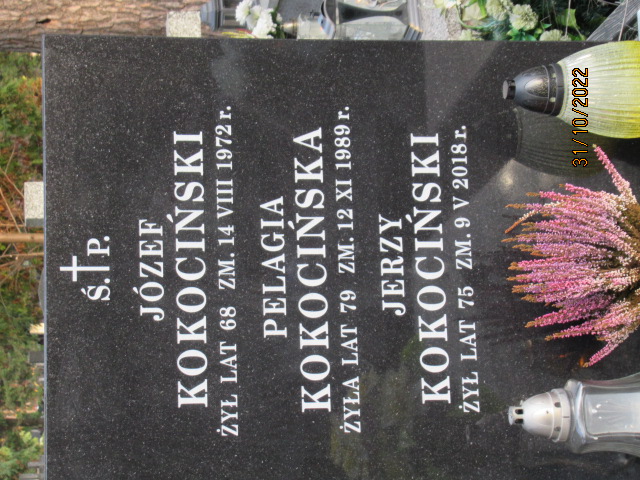 Ś.†P.
JÓZEF
KOKOCIŃSKI
ŻYŁ LAT 68 ZM. 14 VIII 1972 r.
PELAGIA
KOKOCIŃSKA
ŻYŁA LAT 79 ZM. 12 XI 1989 r.
JERZY
KOKOCIŃSKI
ŻYŁ LAT 75 ZM. 9 V 2018 r.
31/10/2022